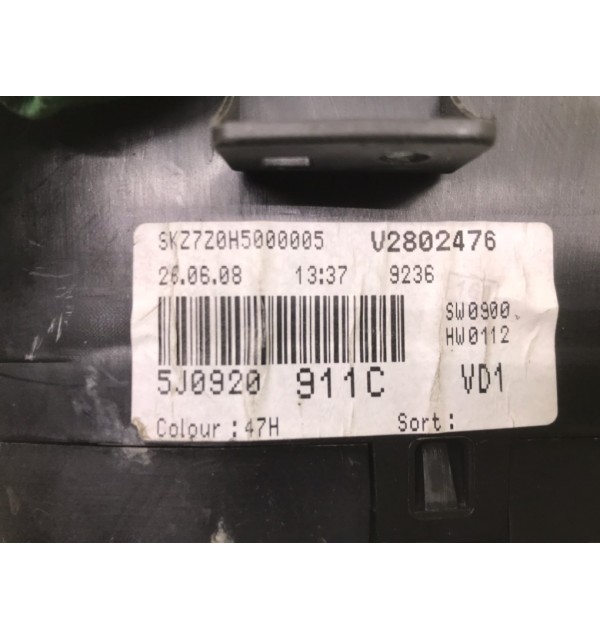 SKZ7Z0H5000005 V2802476
26.06.08 13:37 9236
SW0900
HW0112
5J0920 911C VD1
Colour : 47H Sort :